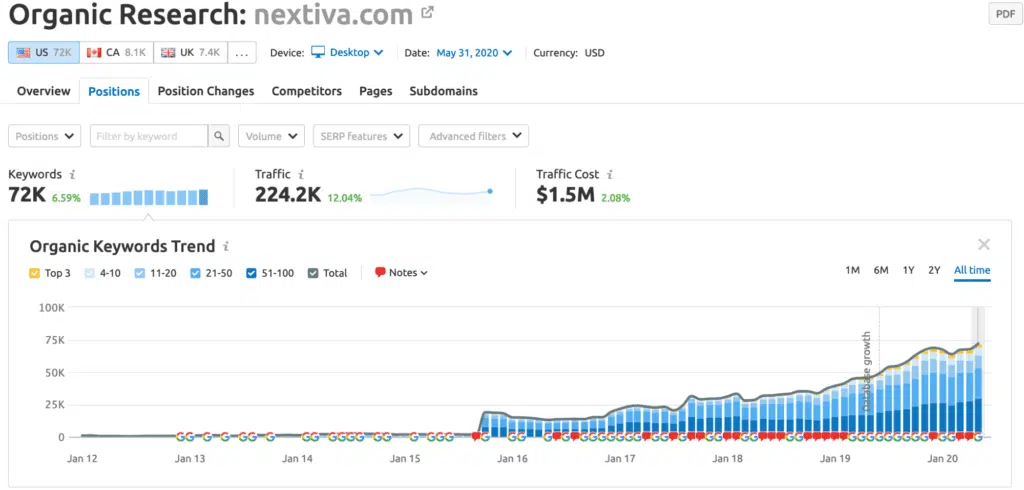 Organic Research: nextiva.com
PDF
US 72K CA 8.1K UK 7.4K ... Device: Desktop Date: May 31, 2020 Currency: USD
Overview Positions Position Changes Competitors Pages Subdomains
Positions Filter by keyword Volume SERP features Advanced filters
Keywords i Traffic i Traffic Cost i
72K 6.59% 224.2K 12.04% $1.5M 2.08%
Organic Keywords Trend i
Top 3 4-10 11-20 21-50 51-100 Total Notes 1M 6M 1Y 2Y All time
100K
75K
50K
25K
0
Database growth
Jan 12 Jan 13 Jan 14 Jan 15 Jan 16 Jan 17 Jan 18 Jan 19 Jan 20